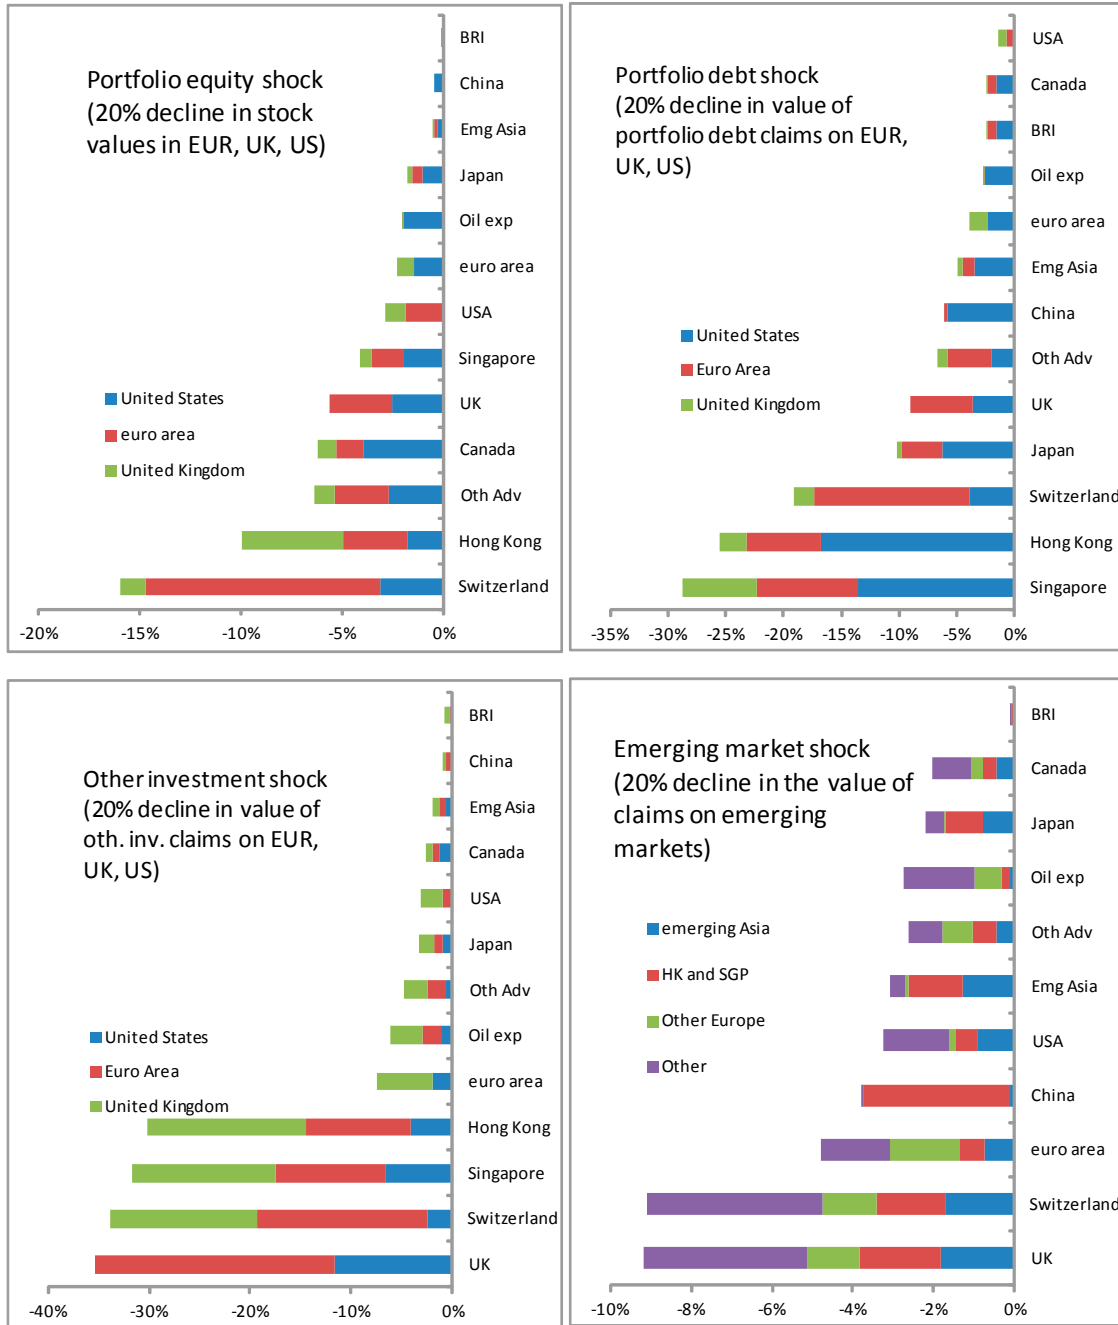 Portfolio equity shock
(20% decline in stock
values in EUR, UK, US)
BRI
China
Emg Asia
Japan
Oil exp
euro area
USA
Singapore
UK
Canada
Oth Adv
Hong Kong
Switzerland
United States
euro area
United Kingdom
-20% -15% -10% -5% 0%
Portfolio debt shock
(20% decline in value of
portfolio debt claims on EUR,
UK, US)
USA
Canada
BRI
Oil exp
euro area
Emg Asia
China
Oth Adv
UK
Japan
Switzerland
Hong Kong
Singapore
United States
Euro Area
United Kingdom
-35% -30% -25% -20% -15% -10% -5% 0%
Other investment shock
(20% decline in value of
oth. inv. claims on EUR,
UK, US)
BRI
China
Emg Asia
Canada
USA
Japan
Oth Adv
Oil exp
euro area
Hong Kong
Singapore
Switzerland
UK
United States
Euro Area
United Kingdom
-40% -30% -20% -10% 0%
Emerging market shock
(20% decline in the value of
claims on emerging
markets)
BRI
Canada
Japan
Oil exp
Oth Adv
Emg Asia
USA
China
euro area
Switzerland
UK
emerging Asia
HK and SGP
Other Europe
Other
-10% -8% -6% -4% -2% 0%